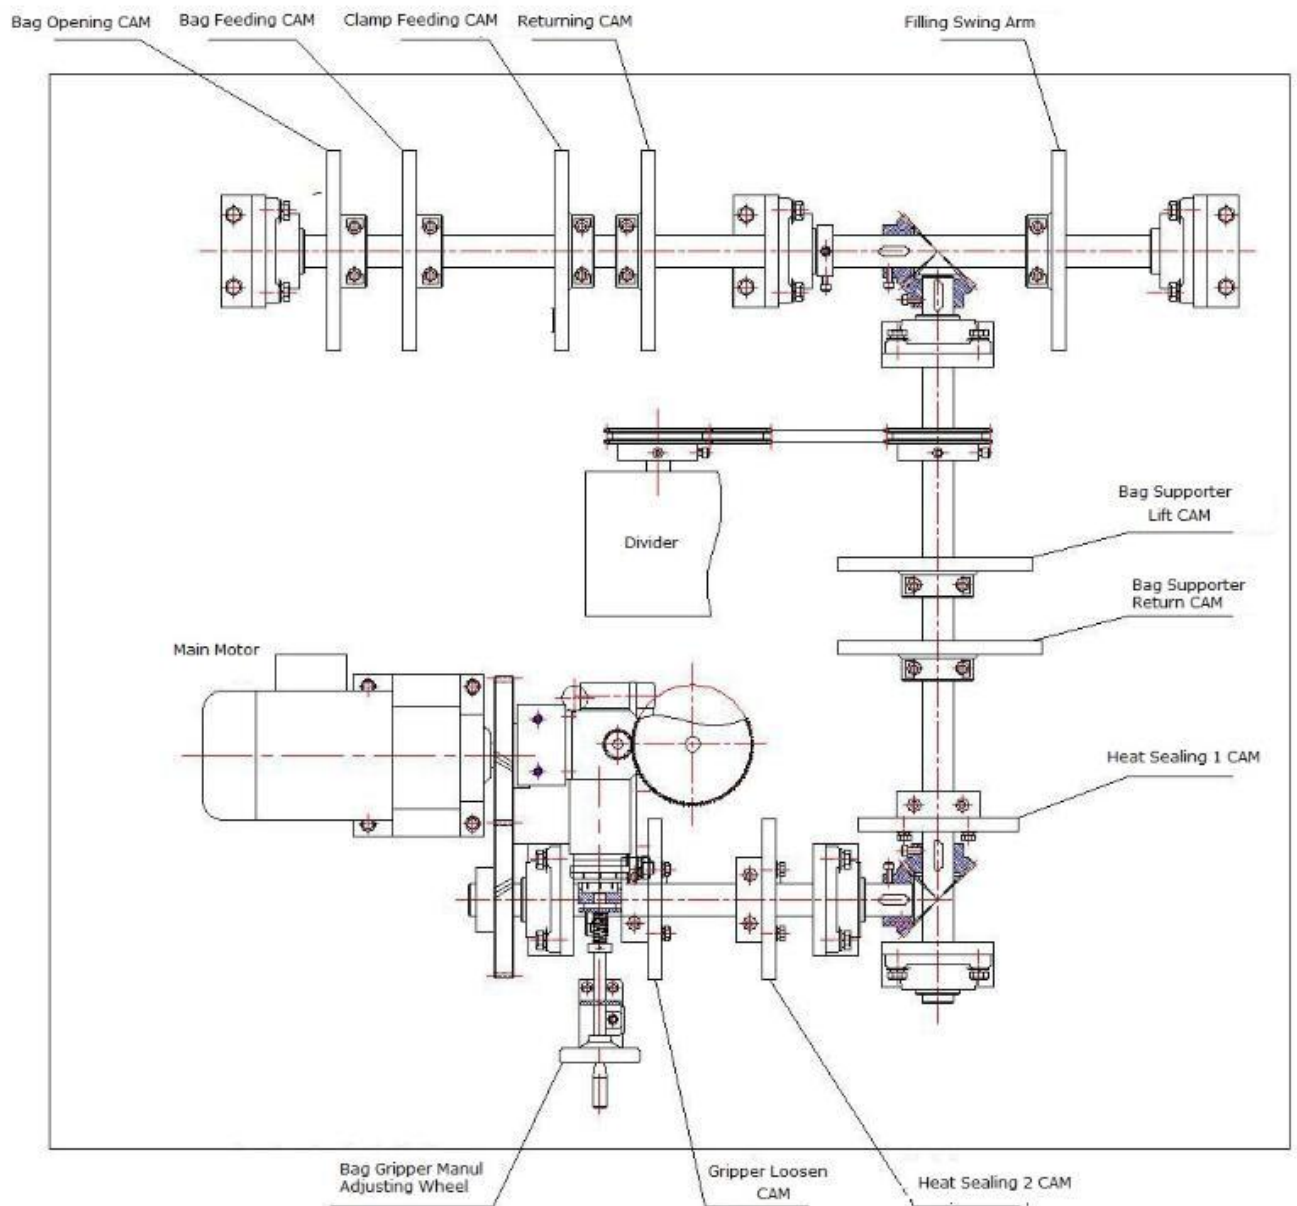 Bag Opening CAM
Bag Feeding CAM
Clamp Feeding CAM
Returning CAM
Filling Swing Arm
Bag Supporter
Lift CAM
Divider
Bag Supporter
Return CAM
Main Motor
Heat Sealing 1 CAM
Bag Gripper Manul
Adjusting Wheel
Gripper Loosen
CAM
Heat Sealing 2 CAM